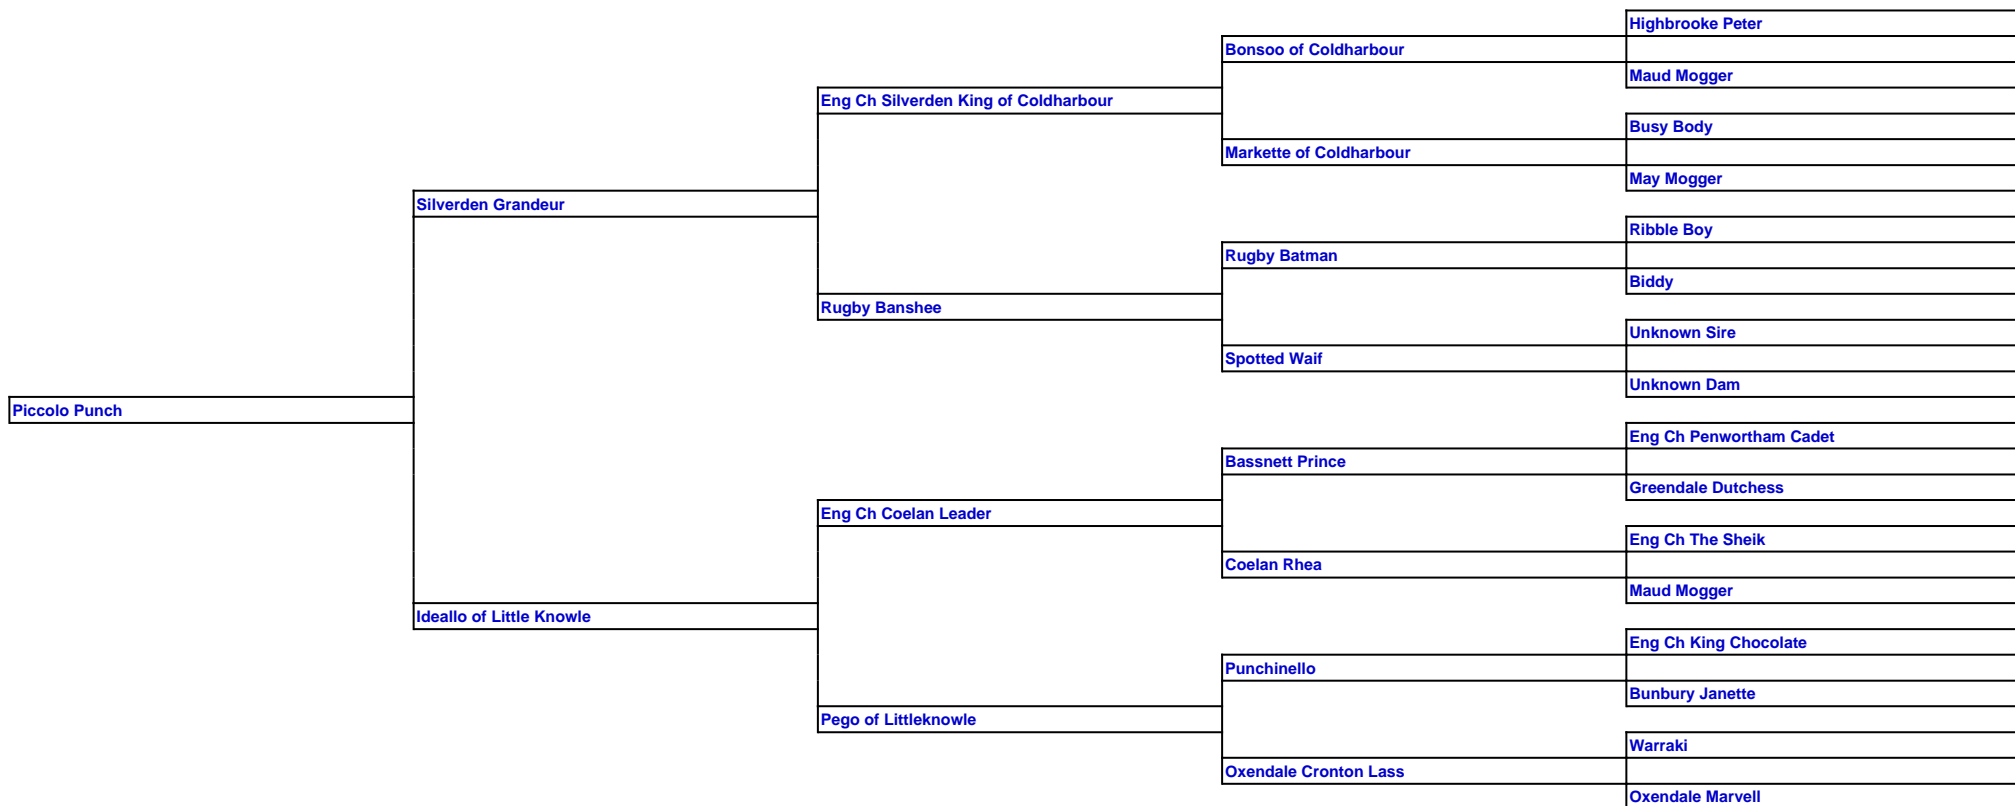 Highbrooke Peter
Bonsoo of Coldharbour
Maud Mogger
Eng Ch Silverden King of Coldharbour
Busy Body
Markette of Coldharbour
May Mogger
Silverden Grandeur
Ribble Boy
Rugby Batman
Biddy
Rugby Banshee
Unknown Sire
Spotted Waif
Unknown Dam
Piccolo Punch
Eng Ch Penwortham Cadet
Bassnett Prince
Greendale Dutchess
Eng Ch Coelan Leader
Eng Ch The Sheik
Coelan Rhea
Maud Mogger
Ideallo of Little Knowle
Eng Ch King Chocolate
Punchinello
Bunbury Janette
Pego of Littleknowle
Warraki
Oxendale Cronton Lass
Oxendale Marvell